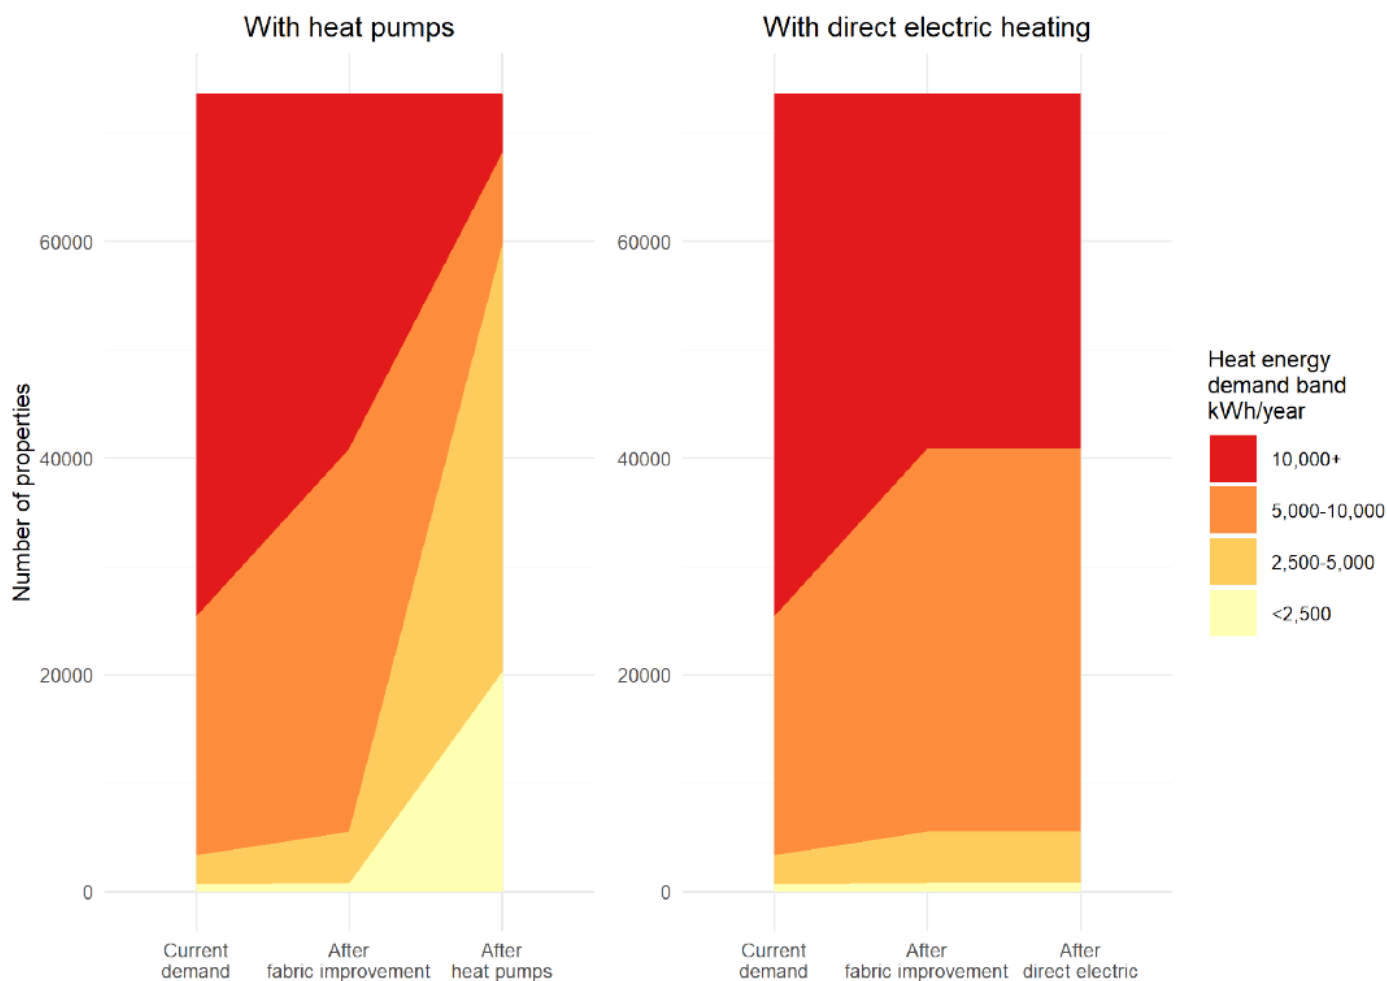 With heat pumps
With direct electric heating
Number of properties
60000
40000
20000
0
60000
40000
20000
0
Current
demand
After
fabric improvement
After
heat pumps
Current
demand
After
fabric improvement
After
direct electric
Heat energy
demand band
kWh/year
10,000+
5,000-10,000
2,500-5,000
<2,500